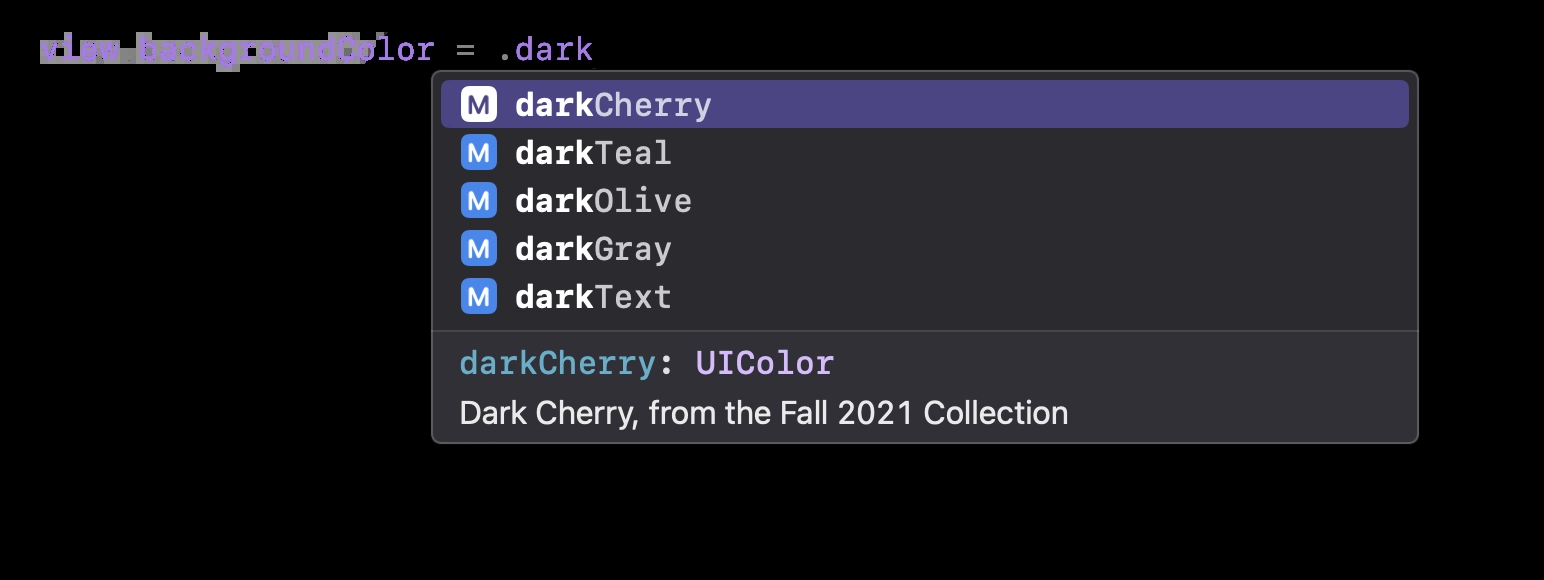 view.backgroundColor = .dark
M darkCherry
M darkTeal
M darkOlive
M darkGray
M darkText
darkCherry: UIColor
Dark Cherry, from the Fall 2021 Collection